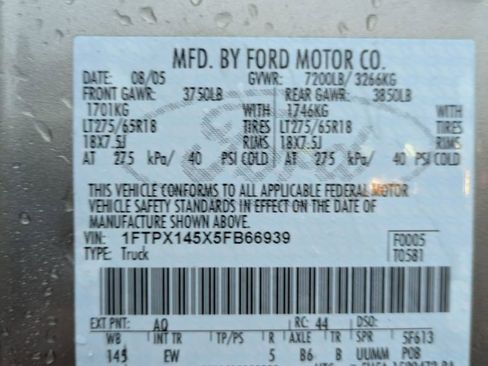 MFD. BY FORD MOTOR CO.
DATE: 08/05 GVWR: 7200LB/ 3266KG
FRONT GAWR: 3750LB REAR GAWR: 3850LB
1701KG WITH 1746KG WITH
LT275/65R18 TIRES LT275/65R18 TIRES
18X7.5J RIMS 18X7.5J RIMS
AT 275 kPa/ 40 PSI COLD AT 275 kPa/ 40 PSI COLD
THIS VEHICLE CONFORMS TO ALL APPLICABLE FEDERAL MOTOR
VEHICLE SAFETY STANDARDS IN EFFECT ON THE DATE OF
MANUFACTURE SHOWN ABOVE.
VIN: 1FTPX145X5FB66939 F0005
TYPE: Truck T0581
EXT PNT: AQ RC: 44 DSO:
WB INT TR TP/PS R AXLE TR SPR 5F613
145 EW 5 B6 B UUMM P08